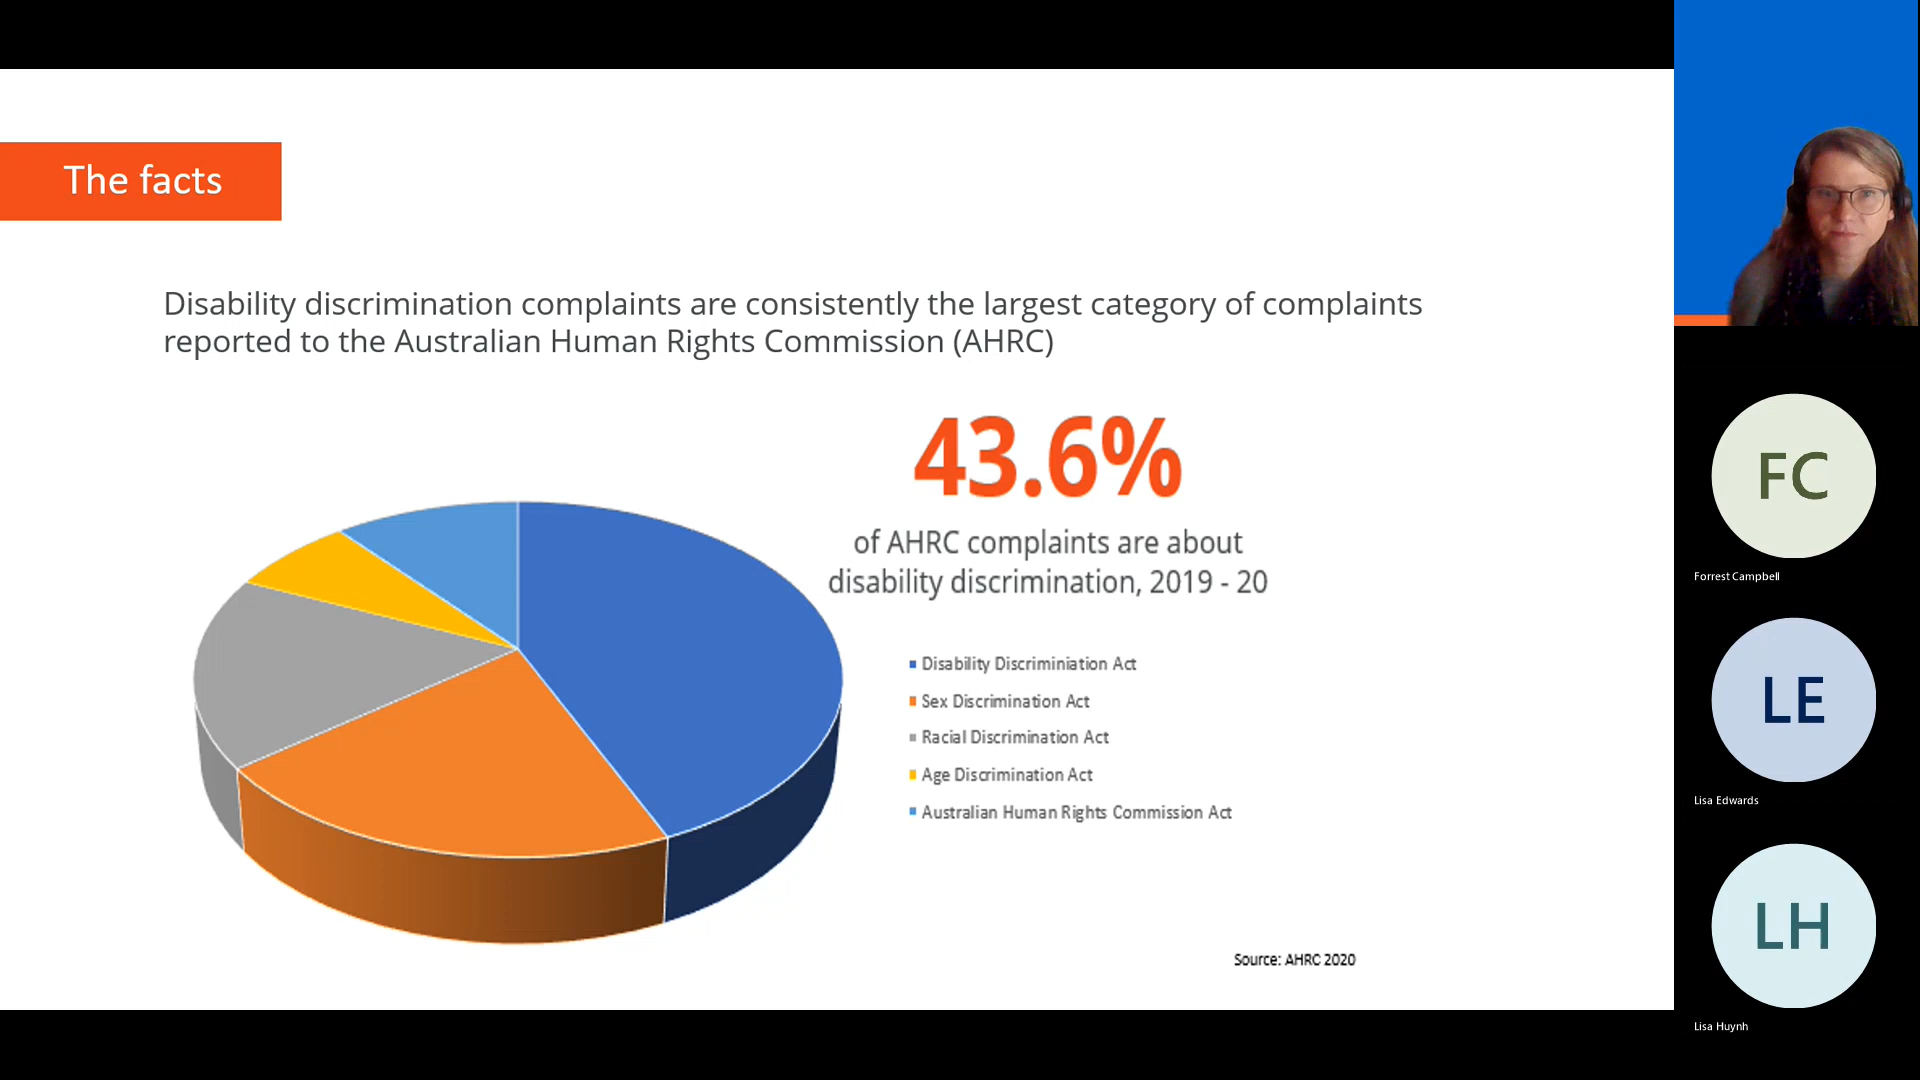 The facts
Disability discrimination complaints are consistently the largest category of complaints
reported to the Australian Human Rights Commission (AHRC)
43.6%
of AHRC complaints are about
disability discrimination, 2019 - 20
Disability Discriminiation Act
Sex Discrimination Act
Racial Discrimination Act
Age Discrimination Act
Australian Human Rights Commission Act
Source: AHRC 2020
FC
Forrest Campbell
LE
Lisa Edwards
LH
Lisa Huynh